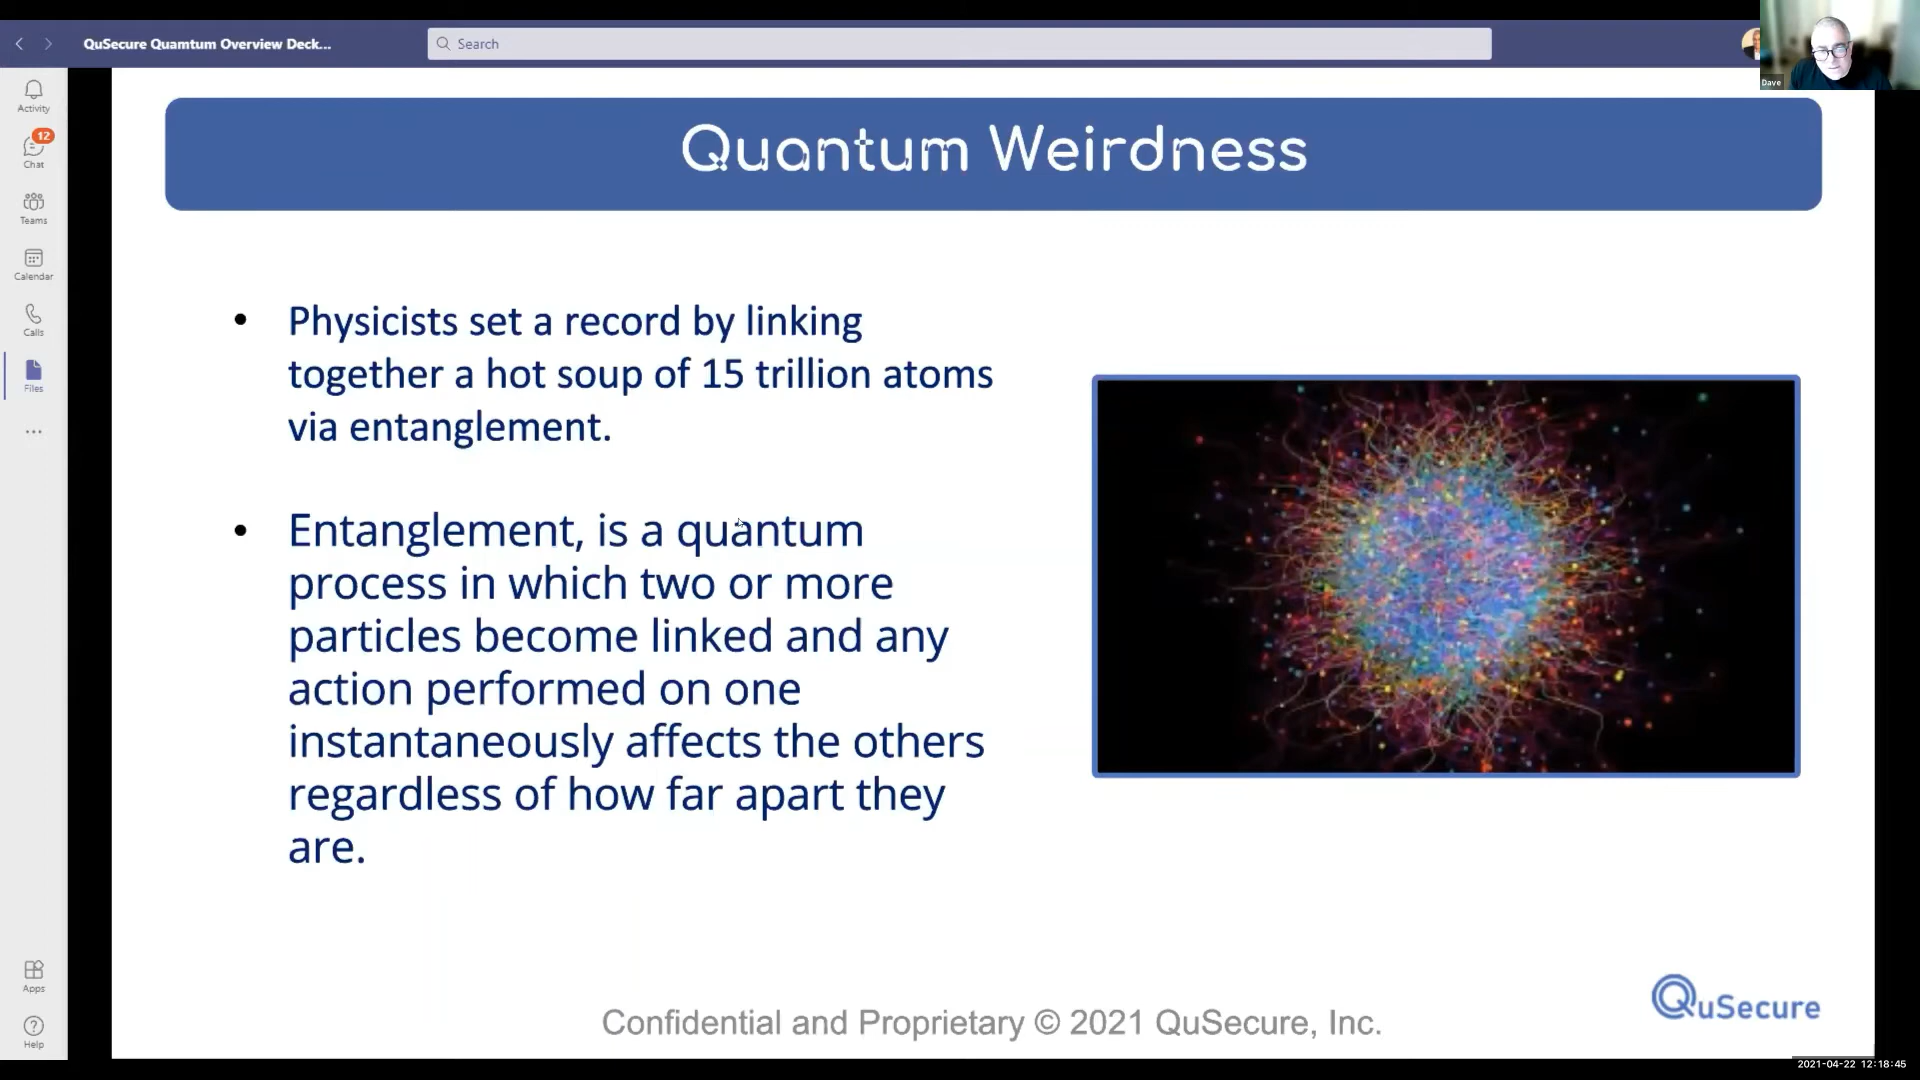 QuSecure Quamtum Overview Deck...
Search
Dave
Activity
12
Chat
Teams
Calendar
Calls
Files
Apps
Help
Quantum Weirdness
• Physicists set a record by linking
together a hot soup of 15 trillion atoms
via entanglement.
• Entanglement, is a quantum
process in which two or more
particles become linked and any
action performed on one
instantaneously affects the others
regardless of how far apart they
are.
QuSecure
Confidential and Proprietary © 2021 QuSecure, Inc.
2021-04-22 12:18:45